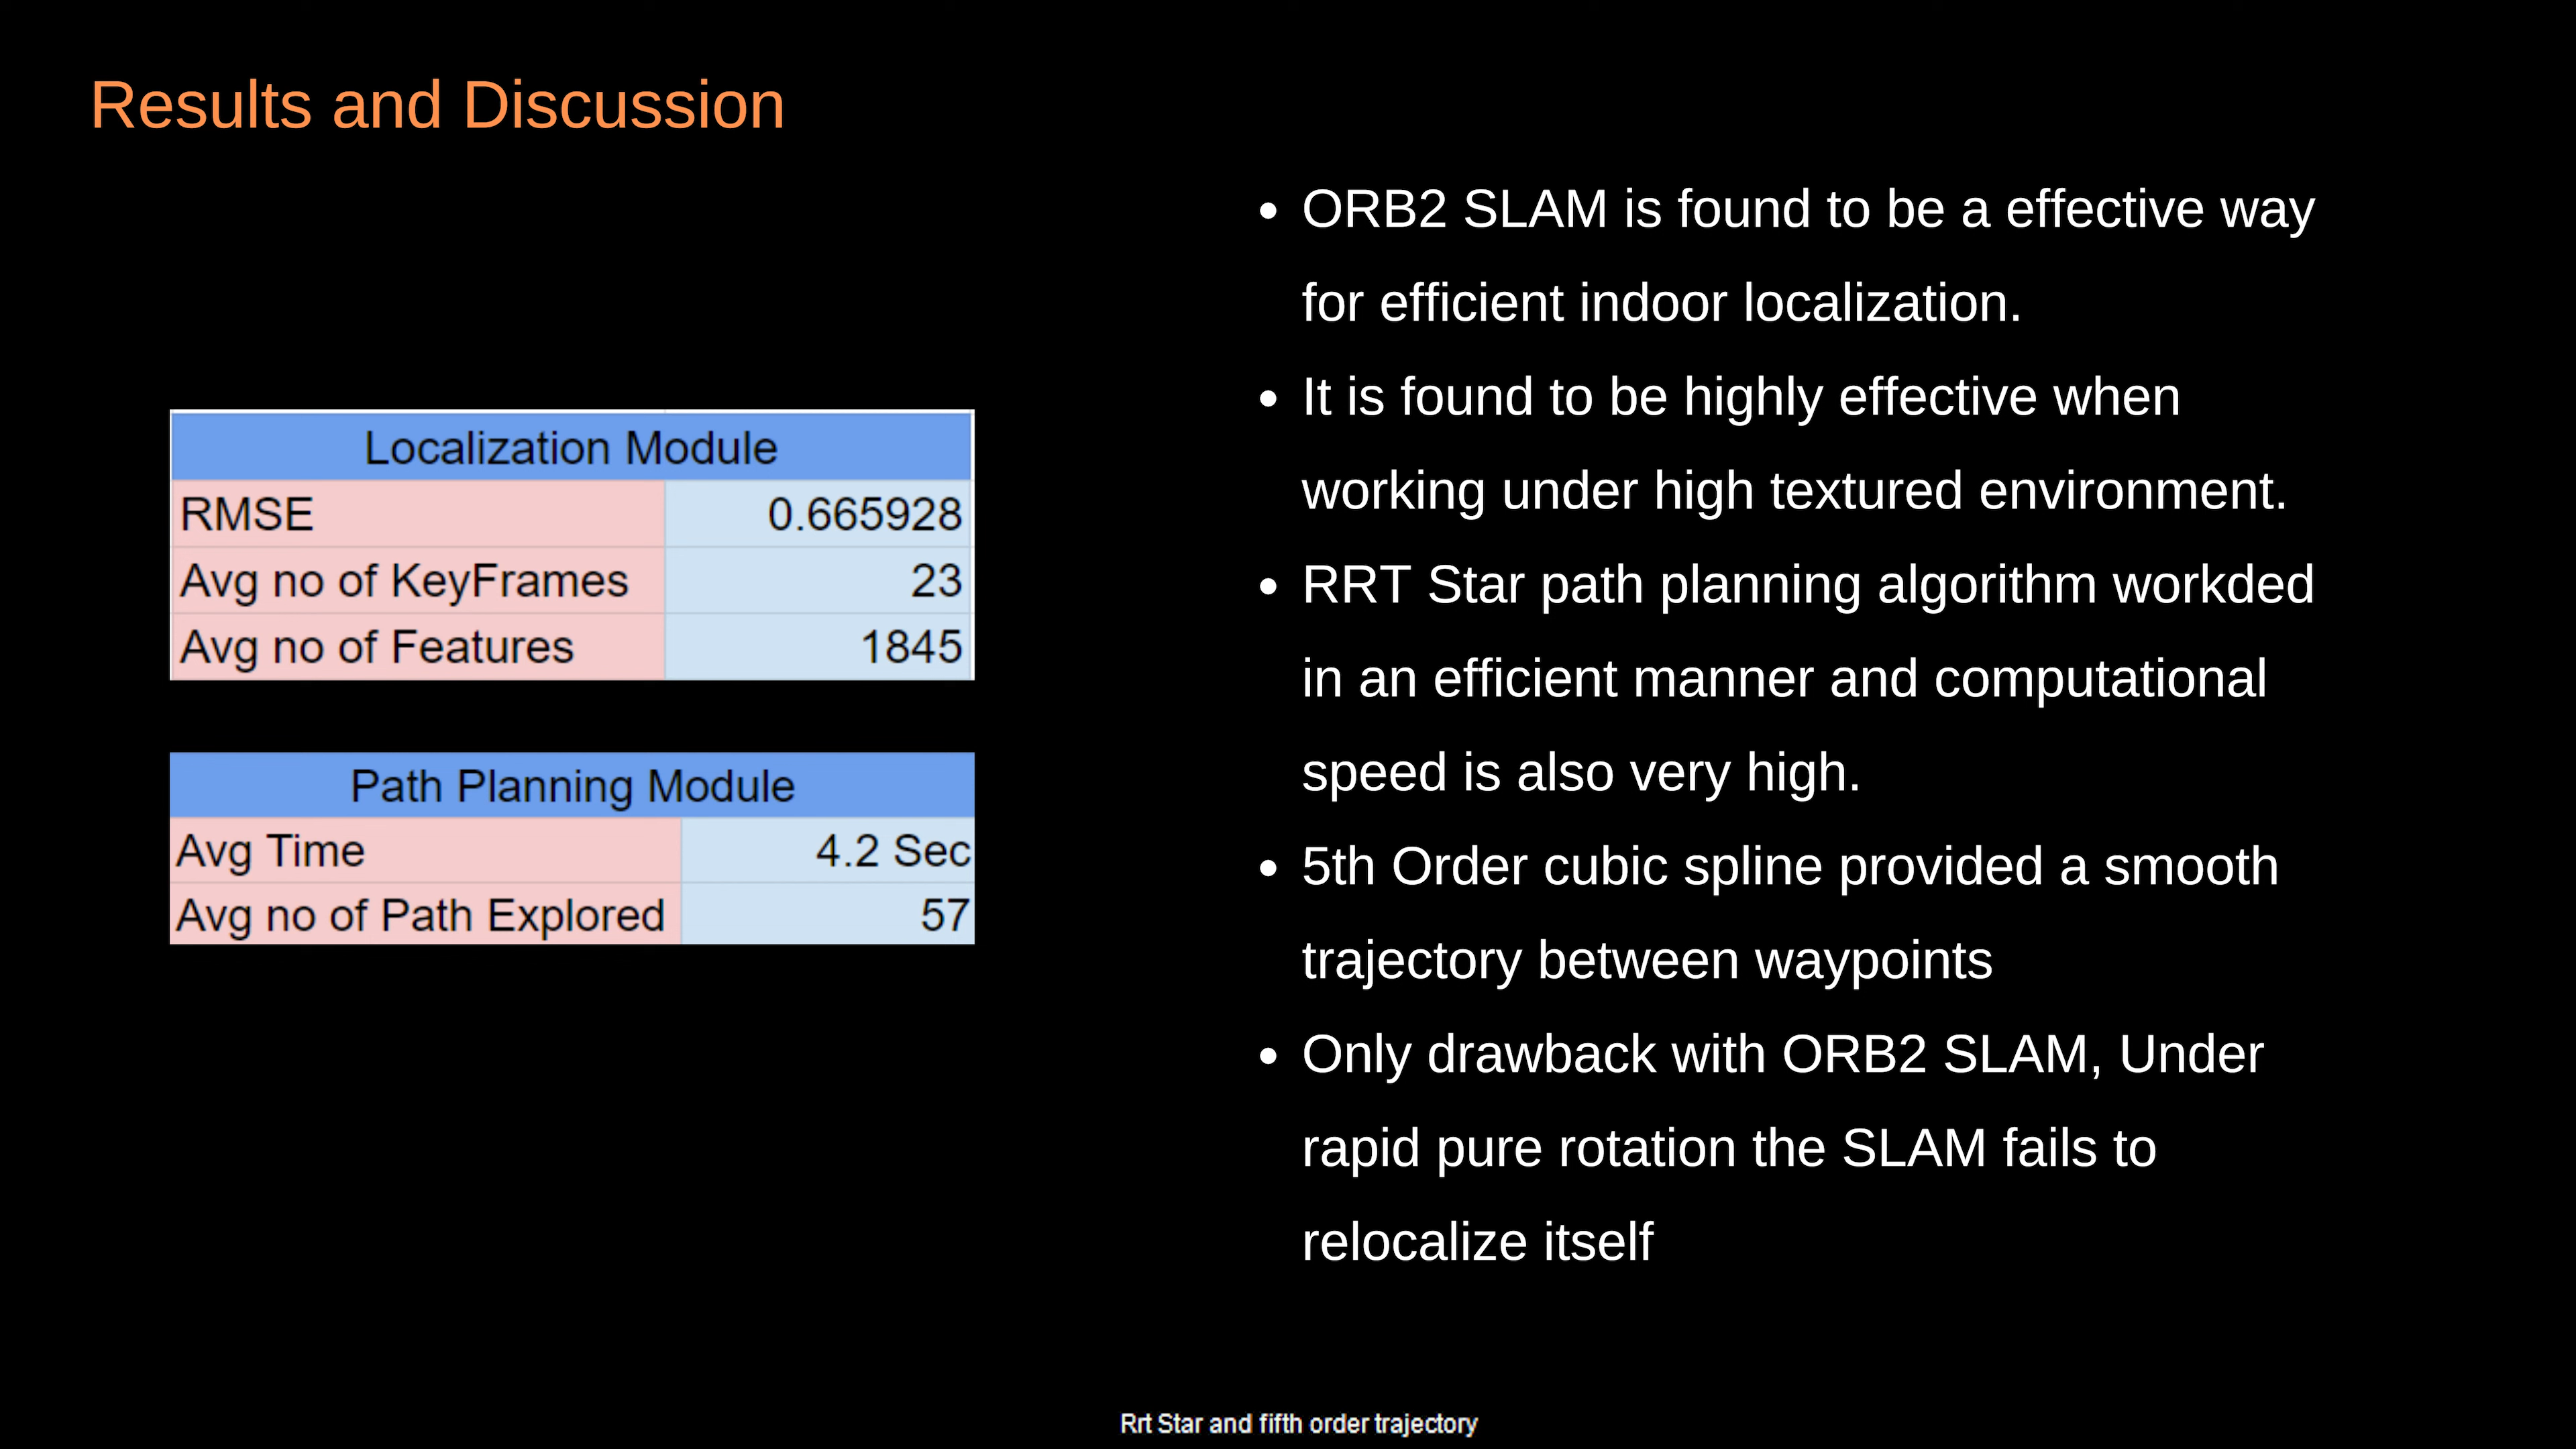 Results and Discussion
Localization Module
RMSE 0.665928
Avg no of KeyFrames 23
Avg no of Features 1845
Path Planning Module
Avg Time 4.2 Sec
Avg no of Path Explored 57
• ORB2 SLAM is found to be a effective way
for efficient indoor localization.
• It is found to be highly effective when
working under high textured environment.
• RRT Star path planning algorithm workded
in an efficient manner and computational
speed is also very high.
• 5th Order cubic spline provided a smooth
trajectory between waypoints
• Only drawback with ORB2 SLAM, Under
rapid pure rotation the SLAM fails to
relocalize itself
Rrt Star and fifth order trajectory